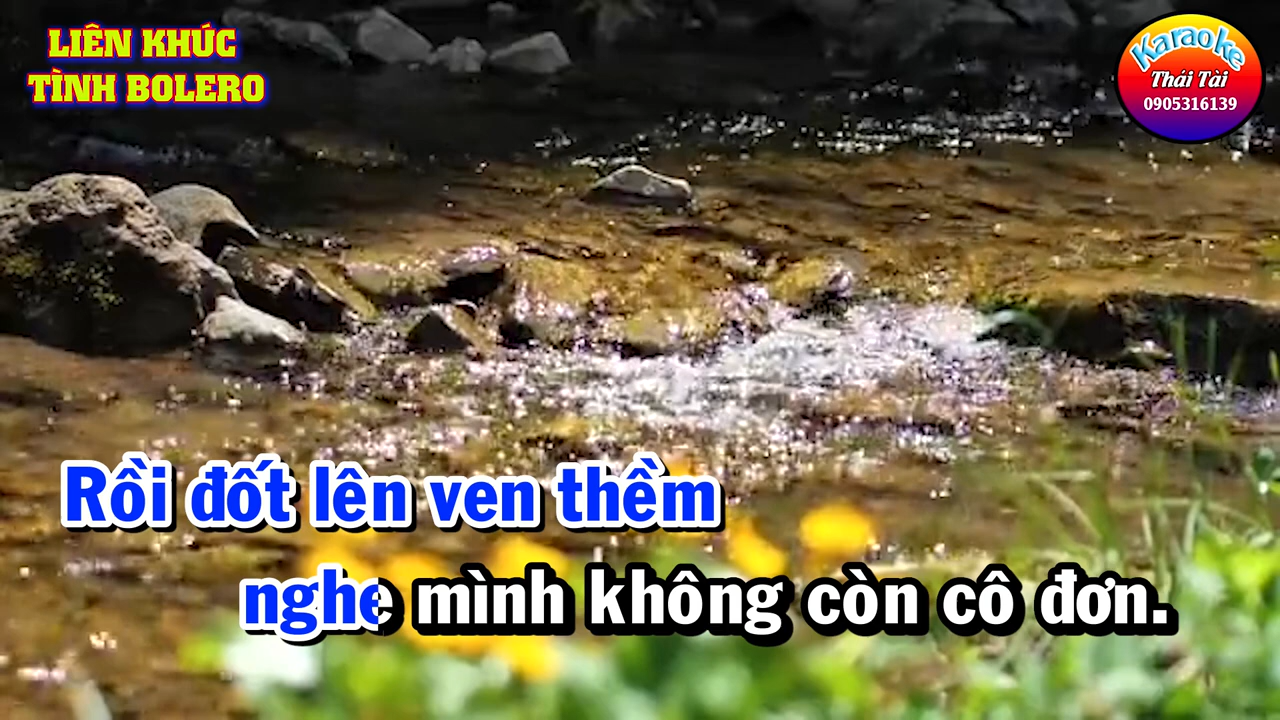 LIÊN KHÚC
TÌNH BOLERO
Karaoke
Thái Tài
0905316139
Rồi đốt lên ven thềm
nghe mình không còn cô đơn.